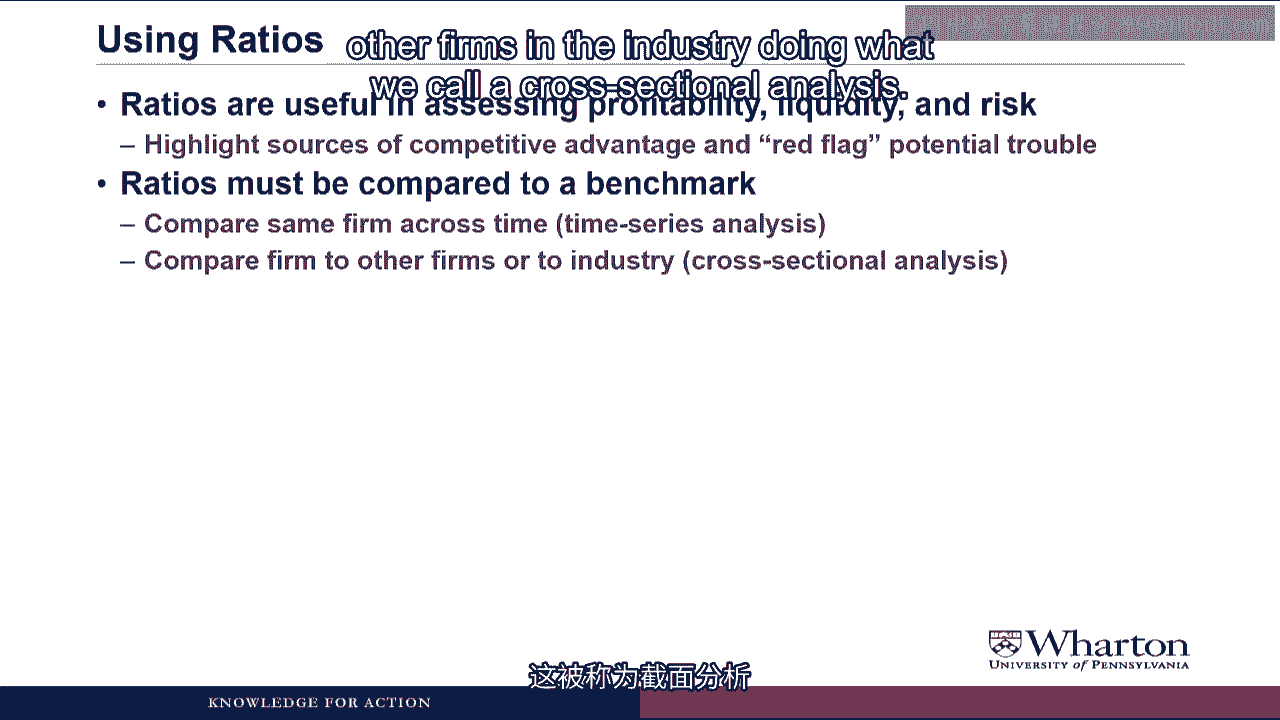 Using Ratios
other firms in the industry doing what
we call a cross-sectional analysis.
• Ratios are useful in assessing profitability, liquidity, and risk
– Highlight sources of competitive advantage and “red flag” potential trouble
• Ratios must be compared to a benchmark
– Compare same firm across time (time-series analysis)
– Compare firm to other firms or to industry (cross-sectional analysis)
Wharton
UNIVERSITY of PENNSYLVANIA
这被称为截面分析
KNOWLEDGE FOR ACTION